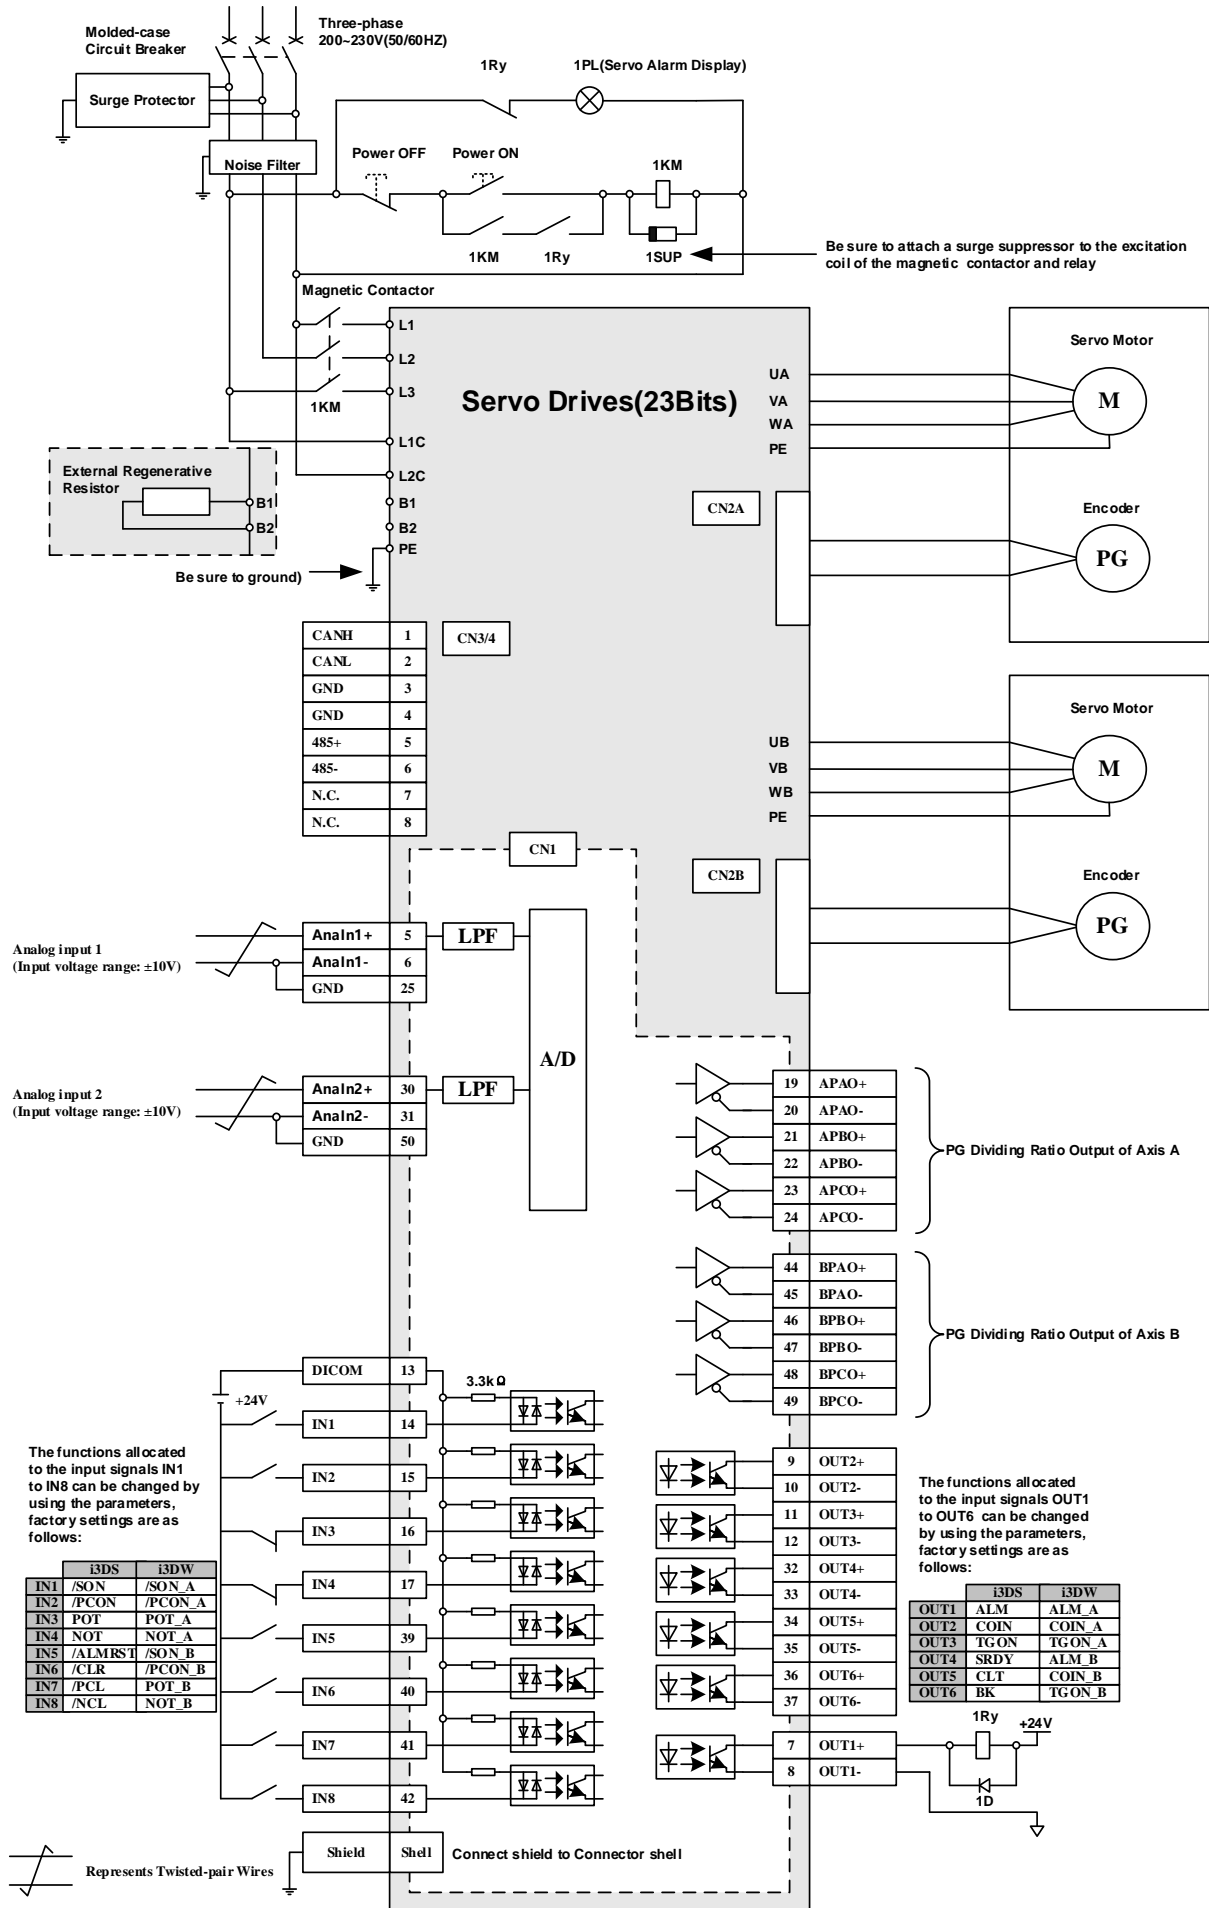 Molded-case
Circuit Breaker
Three-phase
200~230V(50/60HZ)
Surge Protector
1Ry
1PL(Servo Alarm Display)
Noise Filter
Power OFF
Power ON
1KM
1KM
1Ry
1SUP
Be sure to attach a surge suppressor to the excitation
coil of the magnetic contactor and relay
Magnetic Contactor
1KM
L1
L2
L3
L1C
L2C
B1
B2
PE
Servo Drives(23Bits)
External Regenerative
Resistor
B1
B2
Be sure to ground)
UA
VA
WA
PE
Servo Motor
M
CN2A
Encoder
PG
CANH 1
CANL 2
GND 3
GND 4
485+ 5
485- 6
N.C. 7
N.C. 8
CN3/4
UB
VB
WB
PE
Servo Motor
M
CN2B
Encoder
PG
CN1
Analog input 1
(Input voltage range: ±10V)
AnaIn1+ 5
AnaIn1- 6
GND 25
LPF
A/D
Analog input 2
(Input voltage range: ±10V)
AnaIn2+ 30
AnaIn2- 31
GND 50
LPF
19 APAO+
20 APAO-
21 APBO+
22 APBO-
23 APCO+
24 APCO-
PG Dividing Ratio Output of Axis A
44 BPAO+
45 BPAO-
46 BPBO+
47 BPBO-
48 BPCO+
49 BPCO-
PG Dividing Ratio Output of Axis B
DICOM 13
+24V
3.3kΩ
IN1 14
IN2 15
IN3 16
IN4 17
IN5 39
IN6 40
IN7 41
IN8 42
The functions allocated
to the input signals IN1
to IN8 can be changed by
using the parameters,
factory settings are as
follows:
i3DS i3DW
IN1 /SON /SON_A
IN2 /PCON /PCON_A
IN3 POT POT_A
IN4 NOT NOT_A
IN5 /ALMRST /SON_B
IN6 /CLR /PCON_B
IN7 /PCL POT_B
IN8 /NCL NOT_B
9 OUT2+
10 OUT2-
11 OUT3+
12 OUT3-
32 OUT4+
33 OUT4-
34 OUT5+
35 OUT5-
36 OUT6+
37 OUT6-
7 OUT1+
8 OUT1-
The functions allocated
to the input signals OUT1
to OUT6 can be changed
by using the parameters,
factory settings are as
follows:
i3DS i3DW
OUT1 ALM ALM_A
OUT2 COIN COIN_A
OUT3 TGON TGON_A
OUT4 SRDY ALM_B
OUT5 CLT COIN_B
OUT6 BK TGON_B
1Ry
+24V
1D
Shield Shell
Connect shield to Connector shell
Represents Twisted-pair Wires